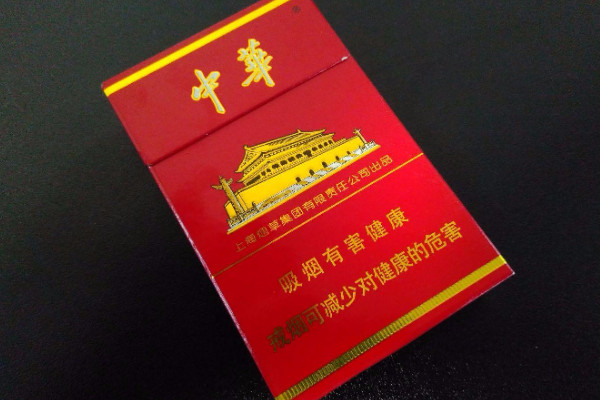 中华
上海烟草集团有限责任公司出品
吸烟有害健康
戒烟可减少对健康的危害